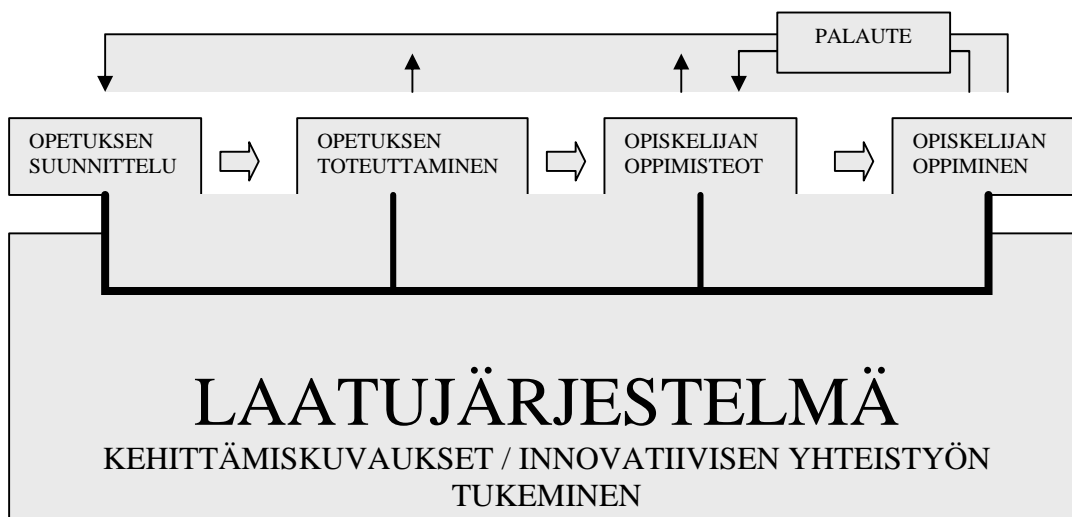 PALAUTE
OPETUKSEN
SUUNNITTELU
OPETUKSEN
TOTEUTTAMINEN
OPISKELIJAN
OPPIMISTEOT
OPISKELIJAN
OPPIMINEN
LAATUJÄRJESTELMÄ
KEHITTÄMISKUVAUKSET / INNOVATIIVISEN YHTEISTYÖN
TUKEMINEN